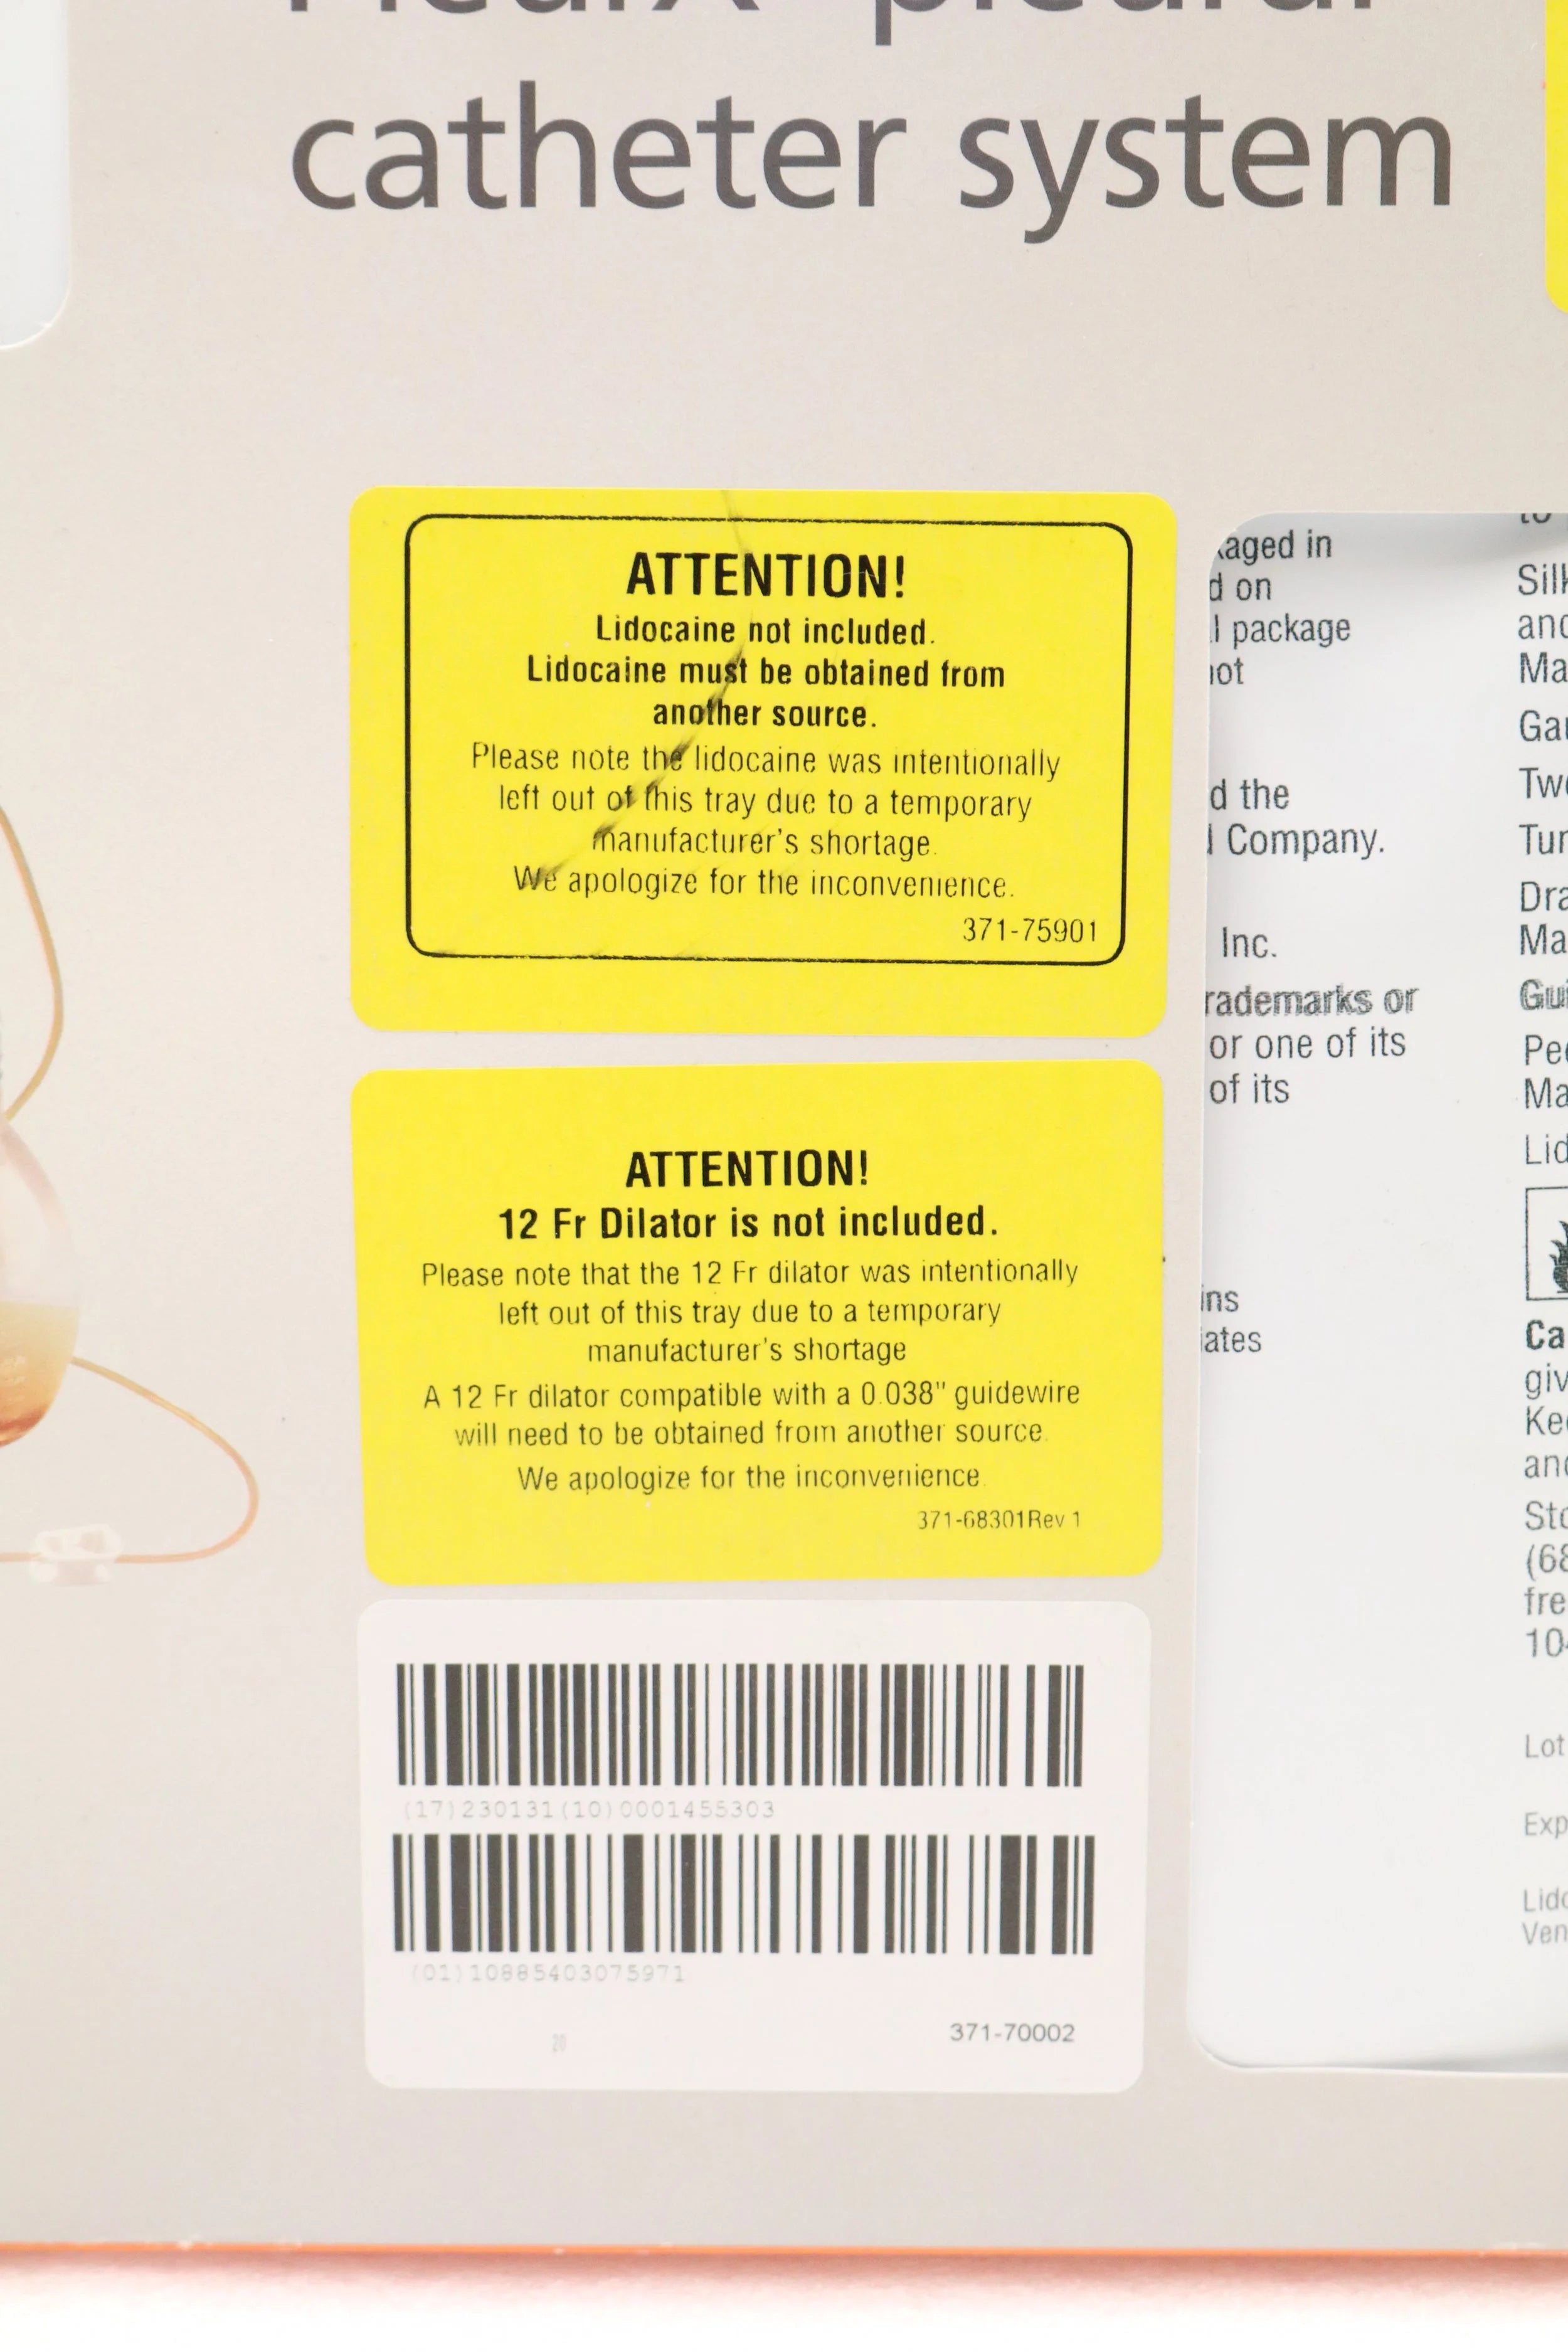 catheter system
ATTENTION!
Lidocaine not included.
Lidocaine must be obtained from
another source.
Please note the lidocaine was intentionally
left out of this tray due to a temporary
manufacturer's shortage.
We apologize for the inconvenience.
371-75901
ATTENTION!
12 Fr Dilator is not included.
Please note that the 12 Fr dilator was intentionally
left out of this tray due to a temporary
manufacturer's shortage
A 12 Fr dilator compatible with a 0.038" guidewire
will need to be obtained from another source.
We apologize for the inconvenience.
371-68301Rev 1
(17)230131(10)0001455303
(01)10885403075971
20
371-70002
aged in
d on
package
d the
Company.
Inc.
rademarks or
or one of its
of its
ins
iates
Lot
Exp